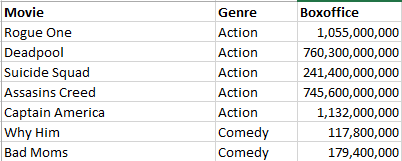 Movie Genre Boxoffice
Rogue One Action 1,055,000,000
Deadpool Action 760,300,000,000
Suicide Squad Action 241,400,000,000
Assasins Creed Action 745,600,000,000
Captain America Action 1,132,000,000
Why Him Comedy 117,800,000
Bad Moms Comedy 179,400,000